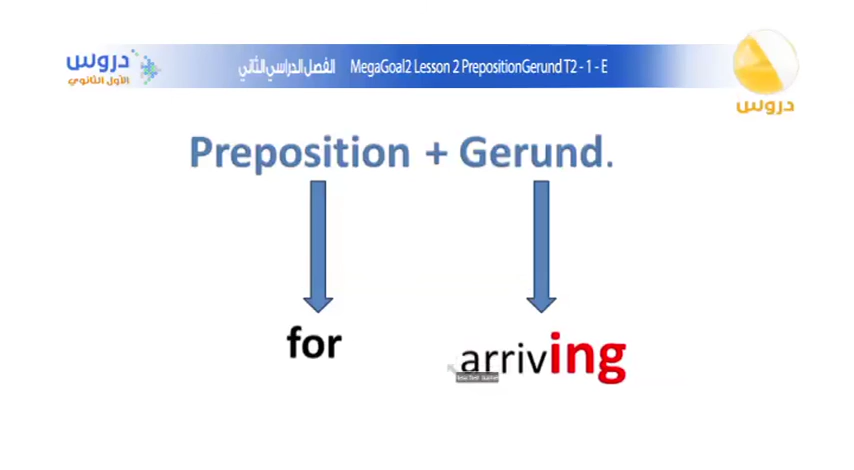 دروس
الأول الثانوي
الفصل الدراسي الثاني MegaGoal2 Lesson 2 PrepositionGerund T2 - 1 - E
دروس
Preposition + Gerund.
for
arriving